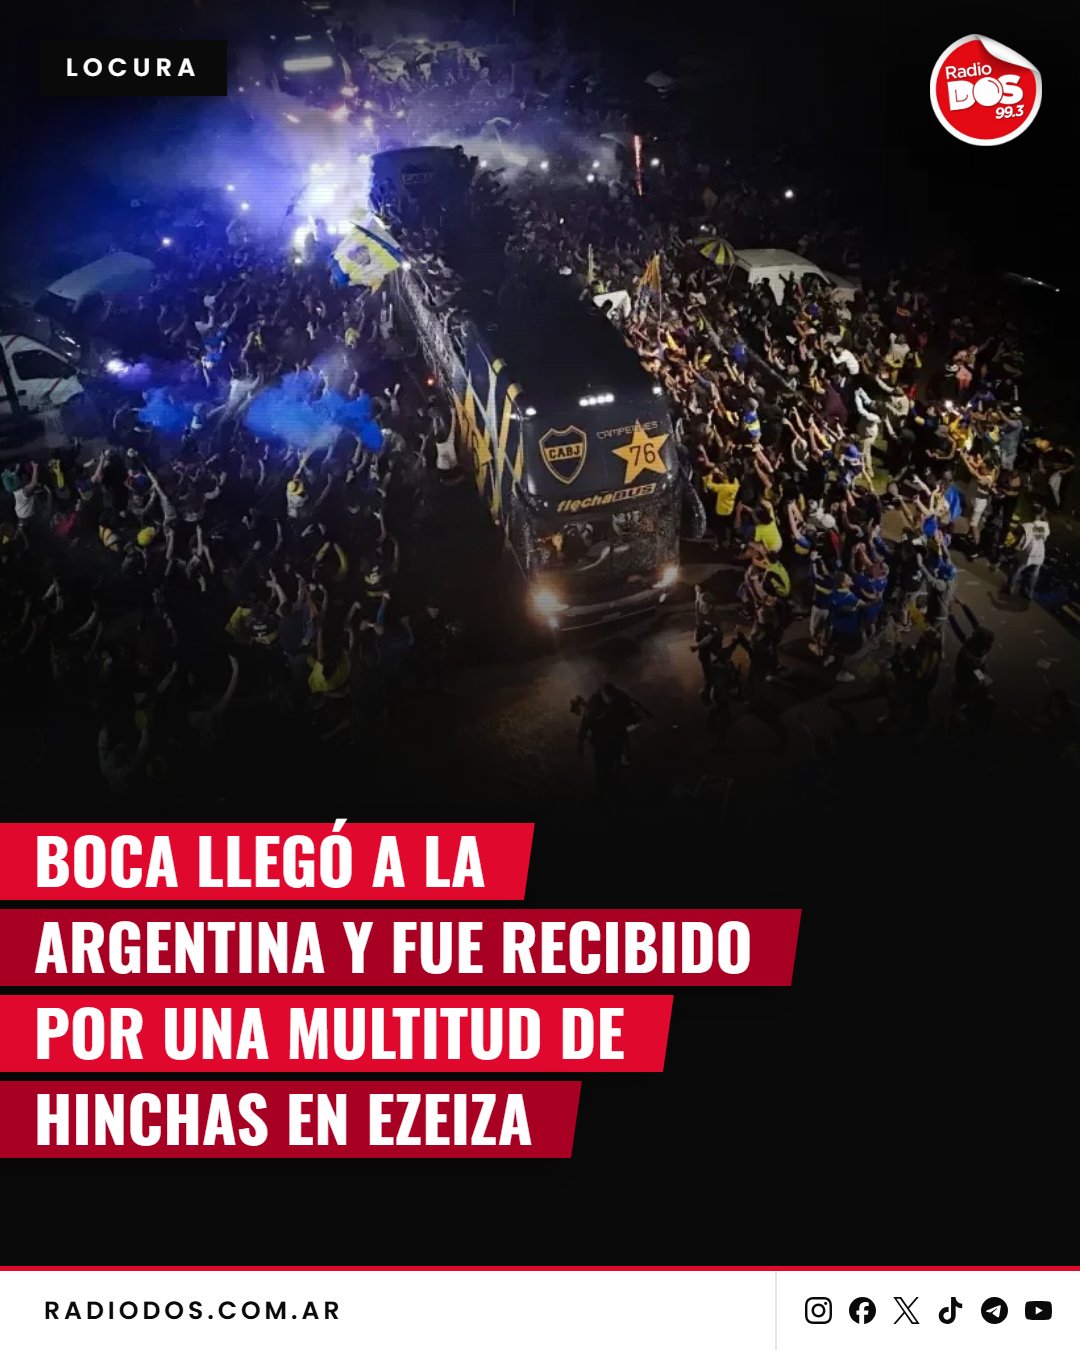 LOCURA
Radio
DOS
99.3
CABJ
CAMPEONES
76
flechaBUS
BOCA LLEGÓ A LA
ARGENTINA Y FUE RECIBIDO
POR UNA MULTITUD DE
HINCHAS EN EZEIZA
RADIODOS.COM.AR